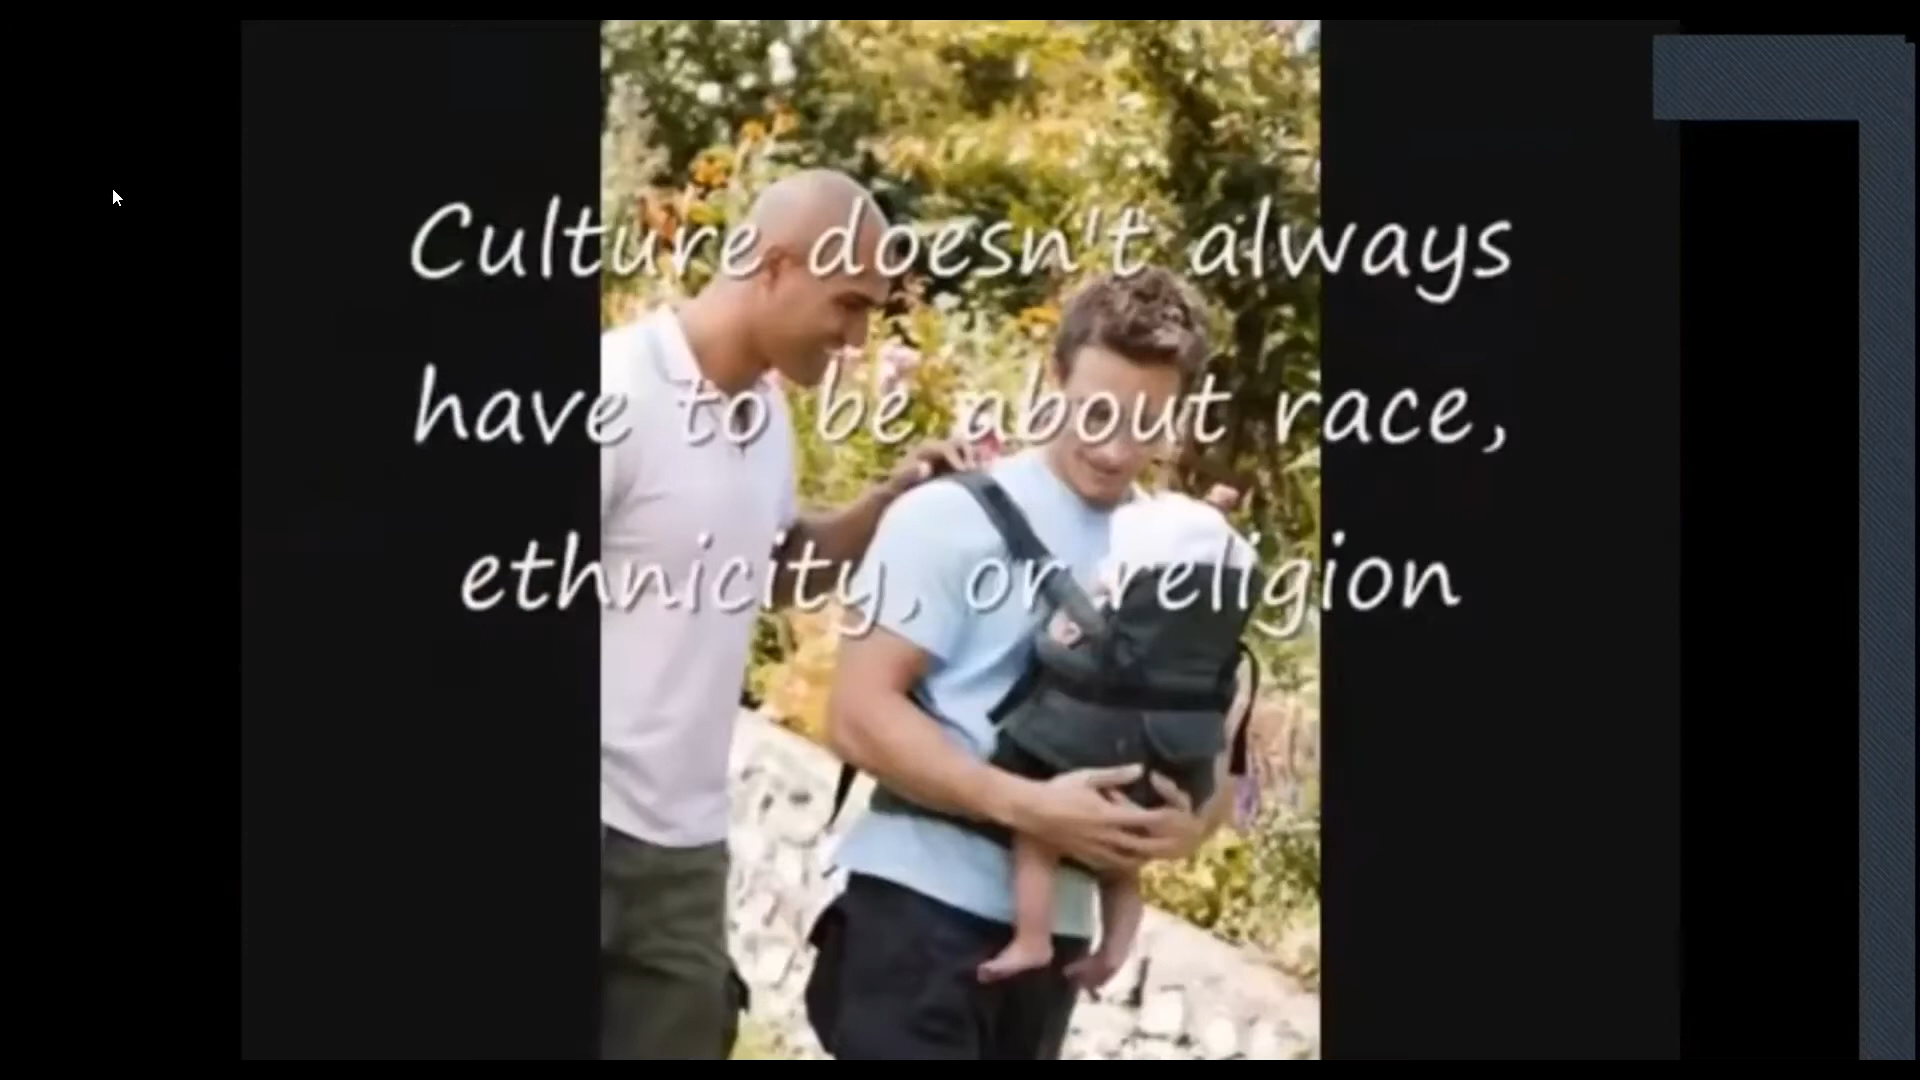 Culture doesn't always
have to be about race,
ethnicity, or religion